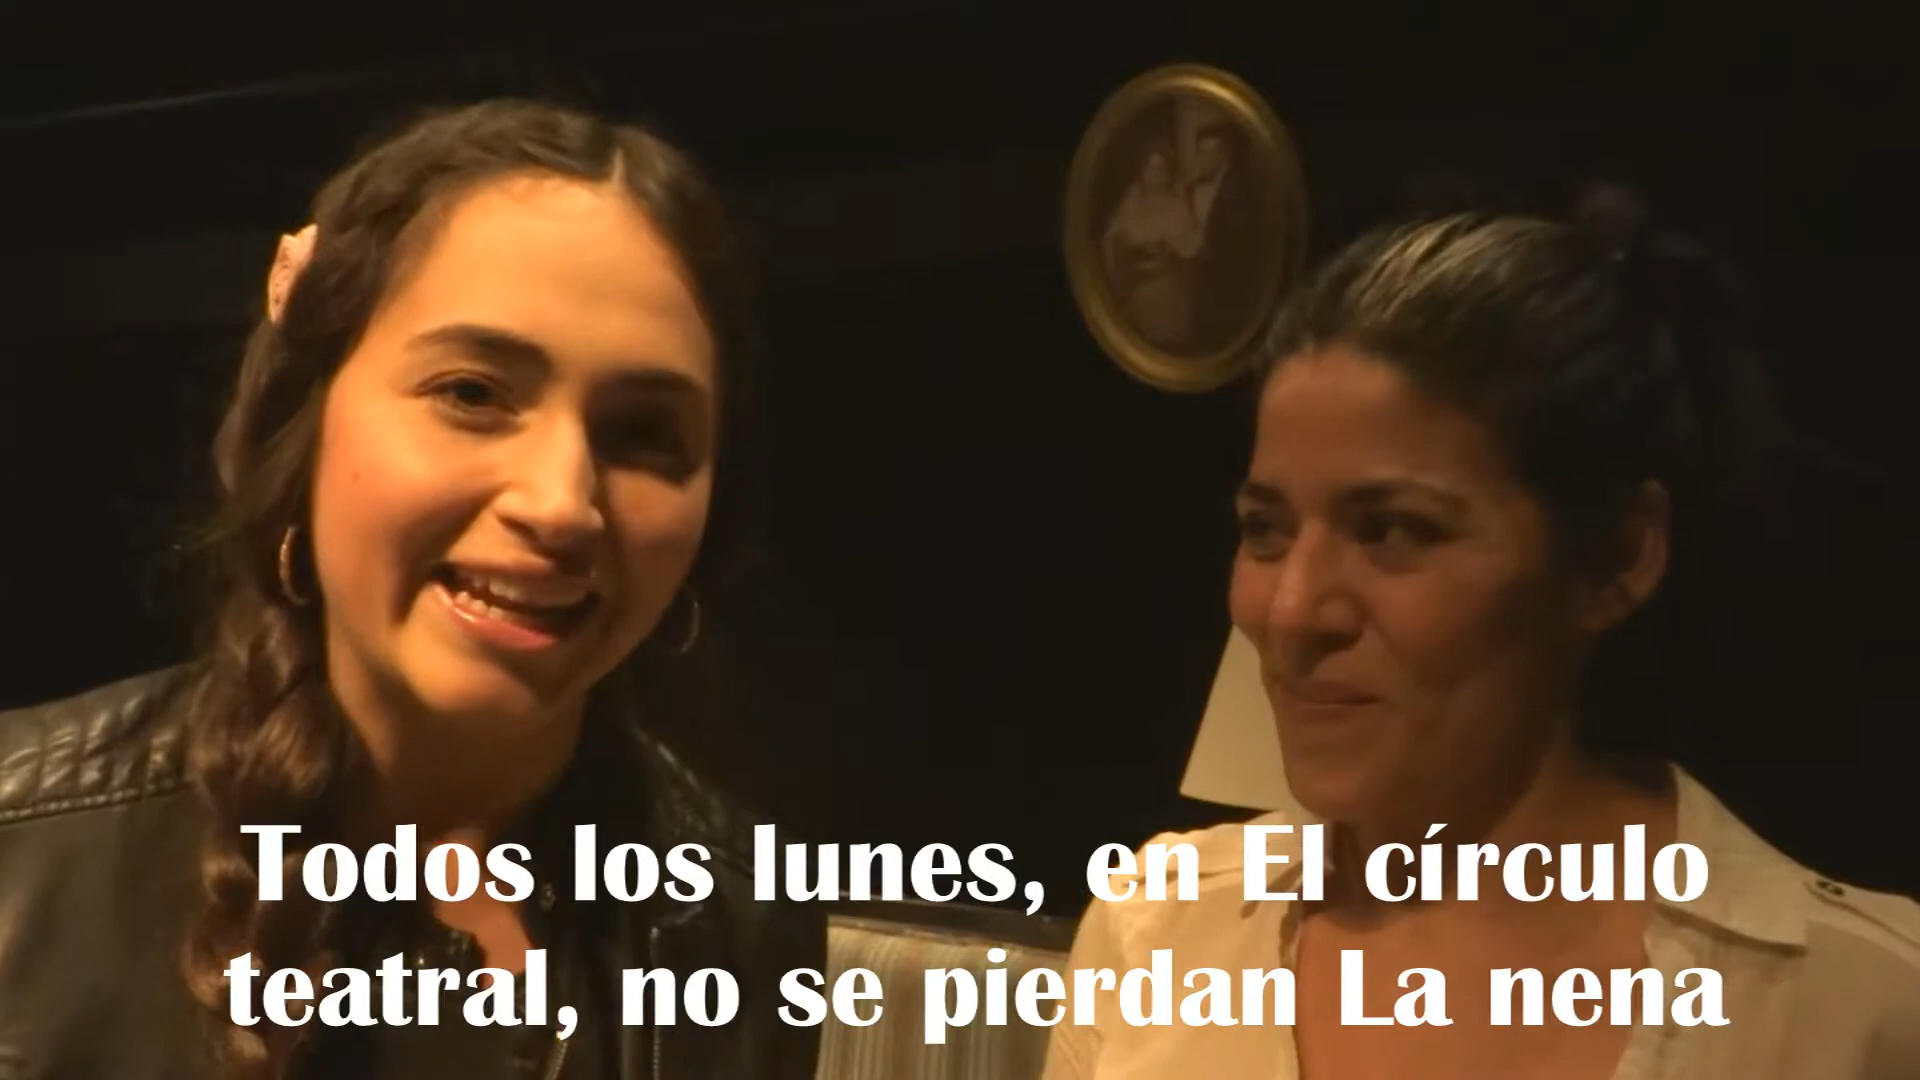 Todos los lunes, en El círculo
teatral, no se pierdan La nena